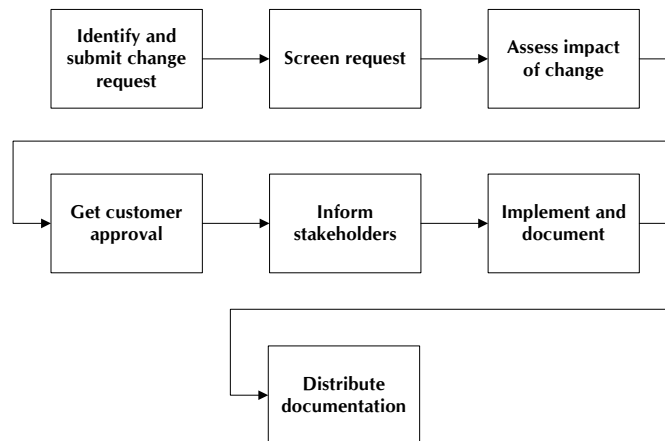 Identify and
submit change
request
Screen request
Assess impact
of change
Get customer
approval
Inform
stakeholders
Implement and
document
Distribute
documentation